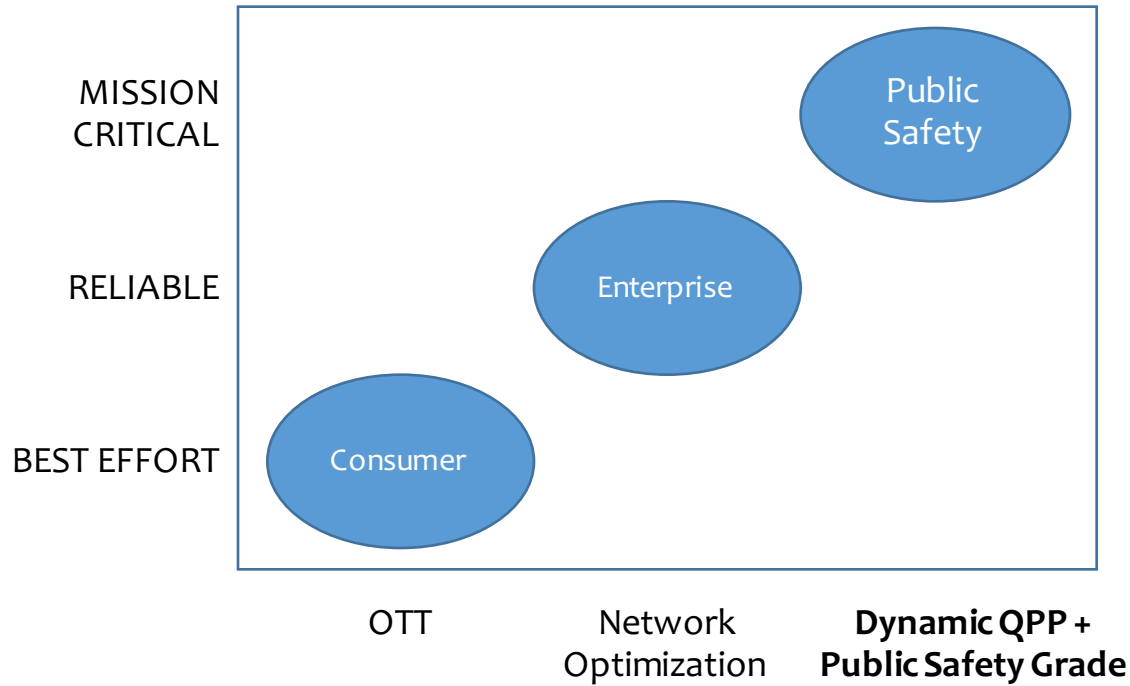 MISSION
CRITICAL
Public
Safety
RELIABLE
Enterprise
BEST EFFORT
Consumer
OTT
Network
Optimization
Dynamic QPP +
Public Safety Grade